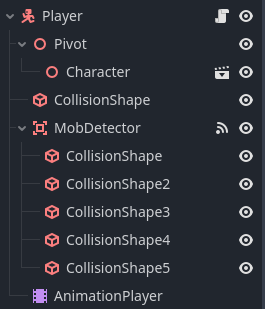 Player
Pivot
Character
CollisionShape
MobDetector
CollisionShape
CollisionShape2
CollisionShape3
CollisionShape4
CollisionShape5
AnimationPlayer